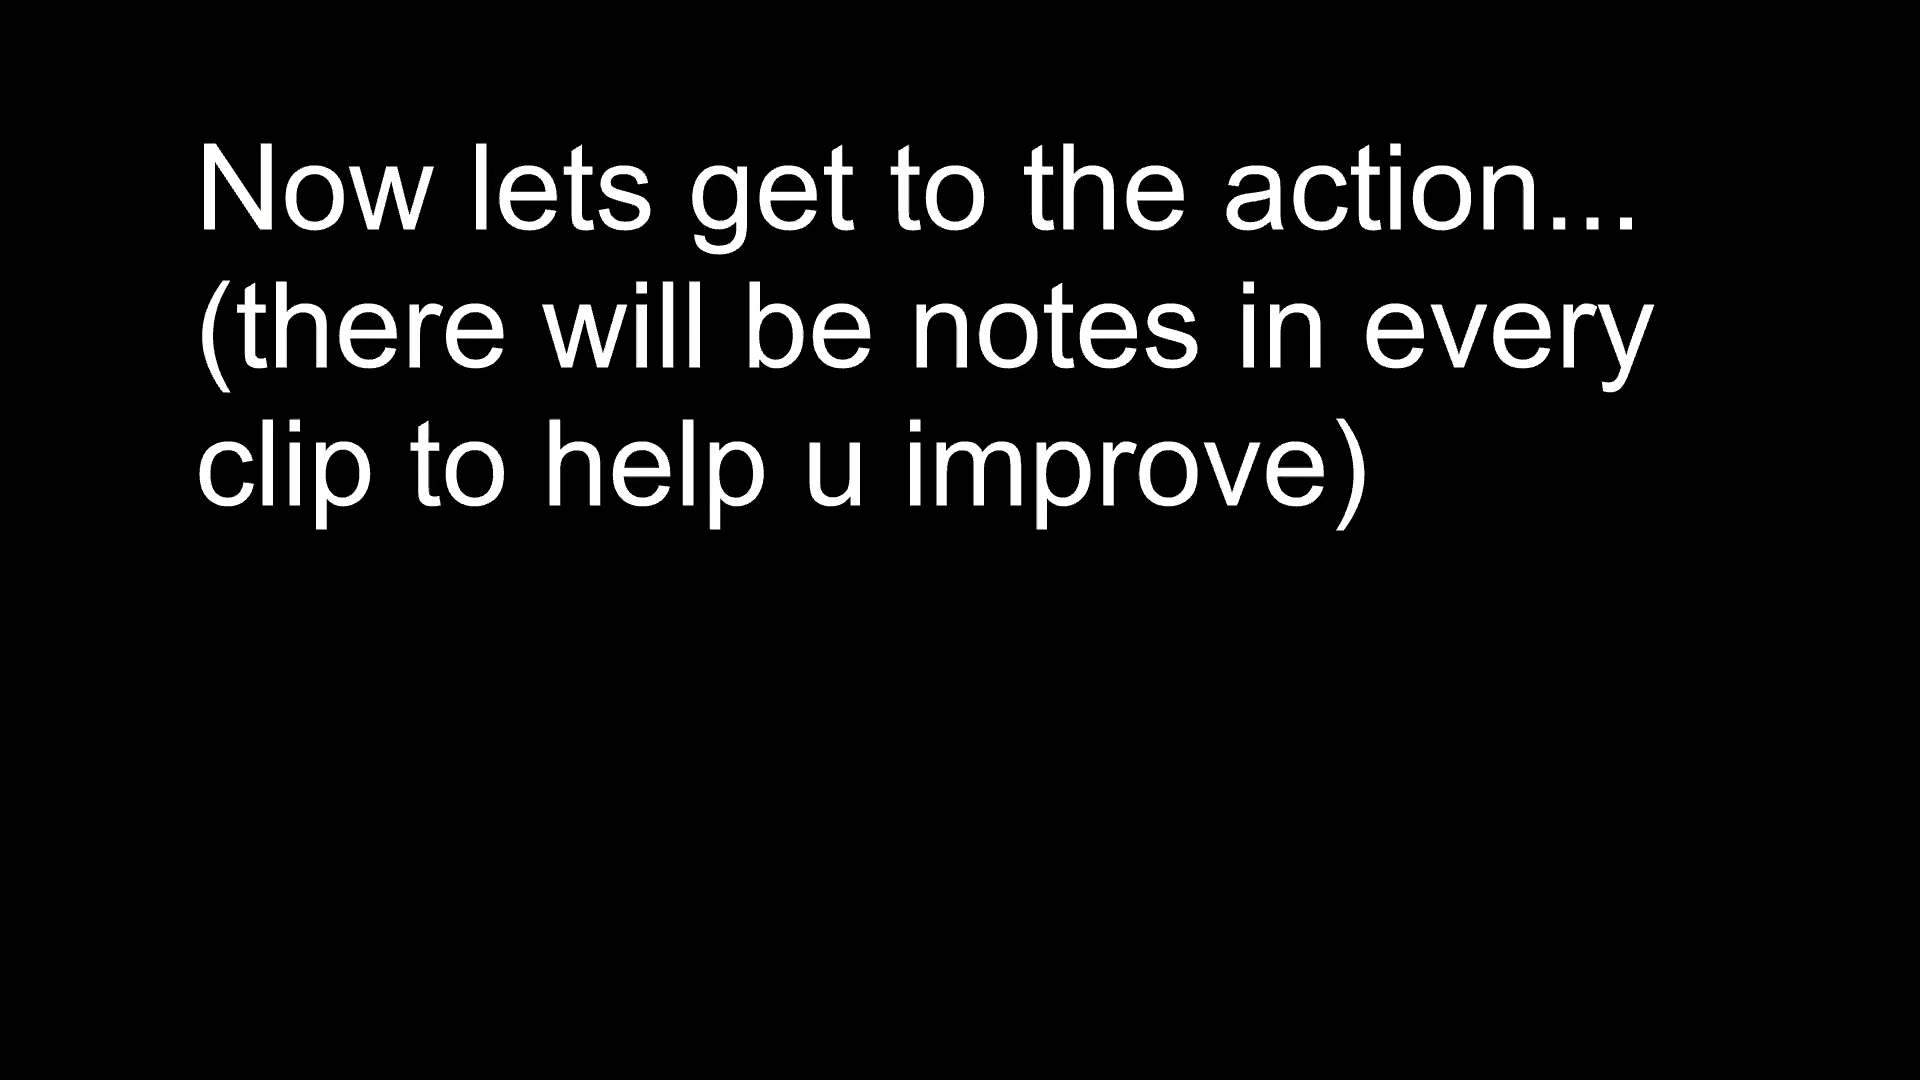 Now lets get to the action...
(there will be notes in every
clip to help u improve)